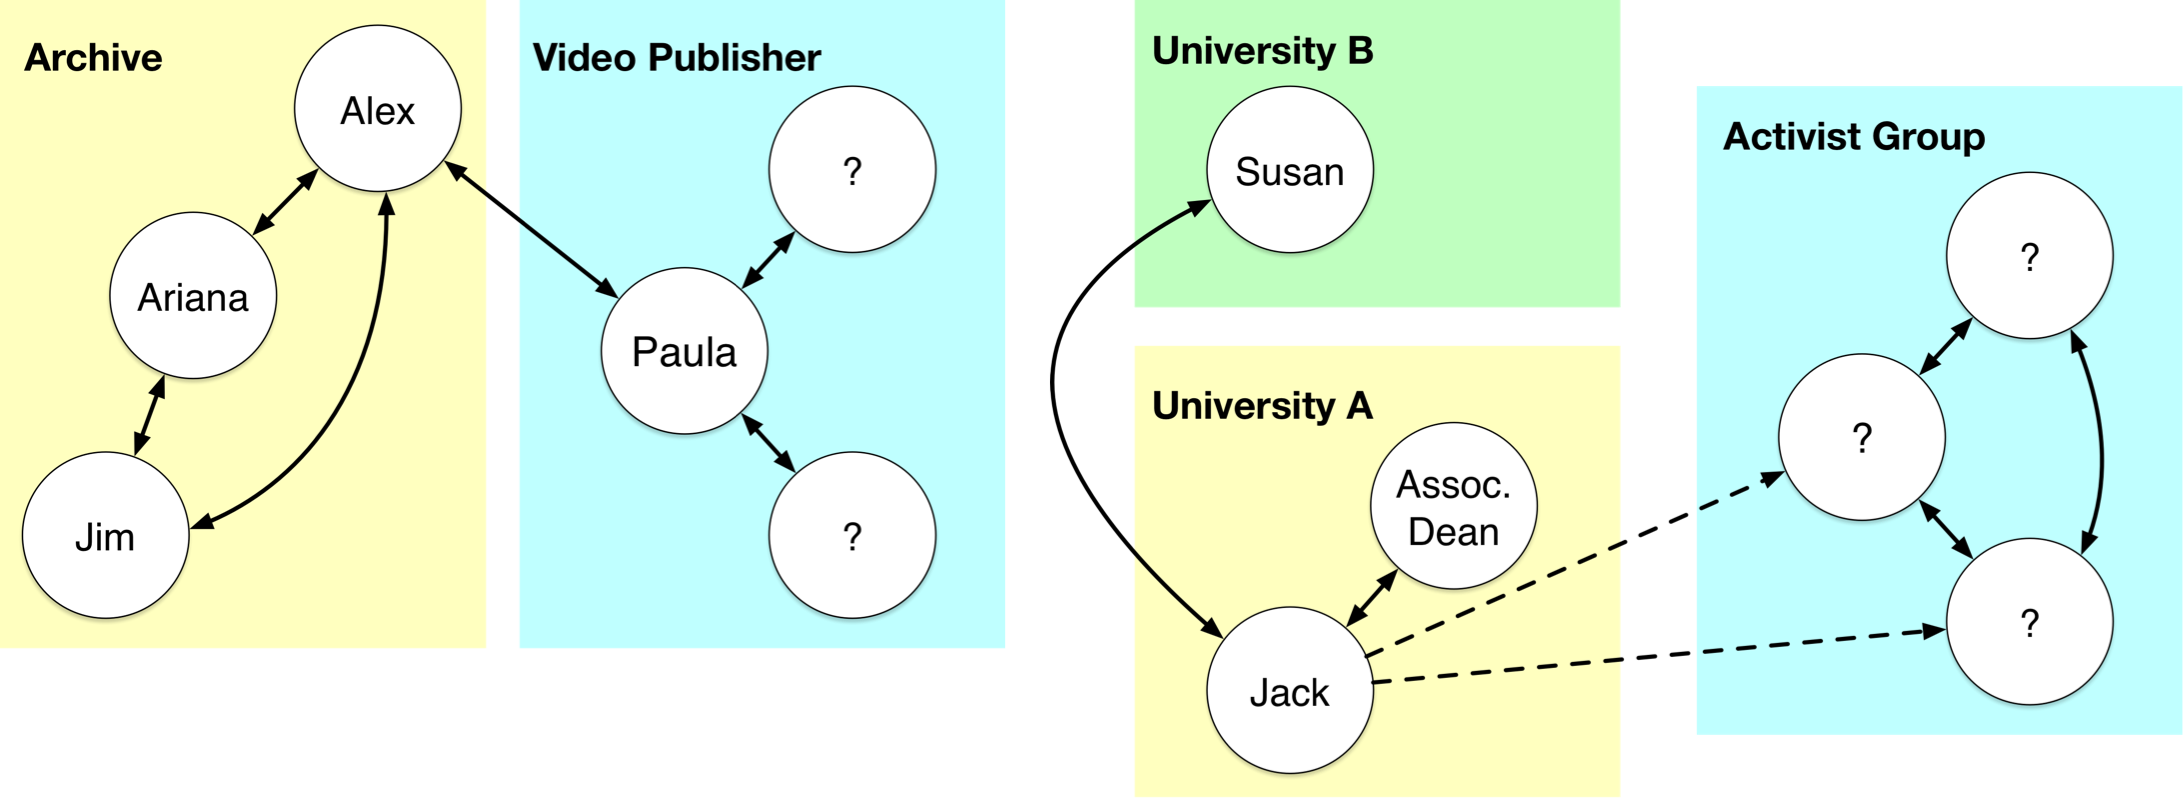 Archive
Alex
Ariana
Jim
Video Publisher
?
Paula
?
University B
Susan
University A
Assoc.
Dean
Jack
Activist Group
?
?
?